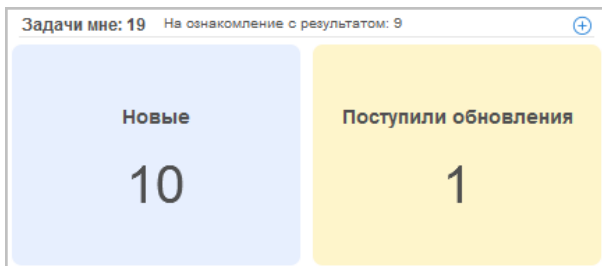 Задачи мне: 19 На ознакомление с результатом: 9
Новые Поступили обновления
10 1